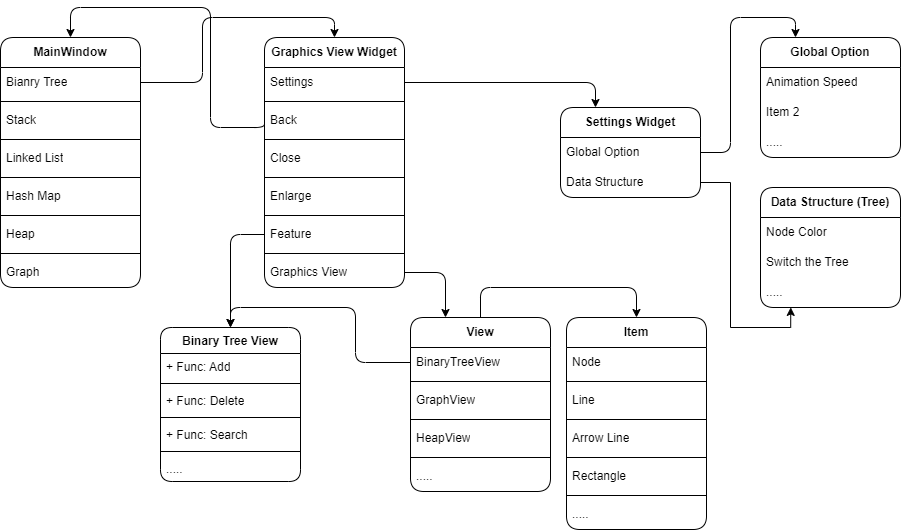 MainWindow
Bianry Tree
Stack
Linked List
Hash Map
Heap
Graph
Graphics View Widget
Settings
Back
Close
Enlarge
Feature
Graphics View
Settings Widget
Global Option
Data Structure
Global Option
Animation Speed
Item 2
.....
Data Structure (Tree)
Node Color
Switch the Tree
.....
Binary Tree View
+ Func: Add
+ Func: Delete
+ Func: Search
.....
View
BinaryTreeView
GraphView
HeapView
.....
Item
Node
Line
Arrow Line
Rectangle
.....